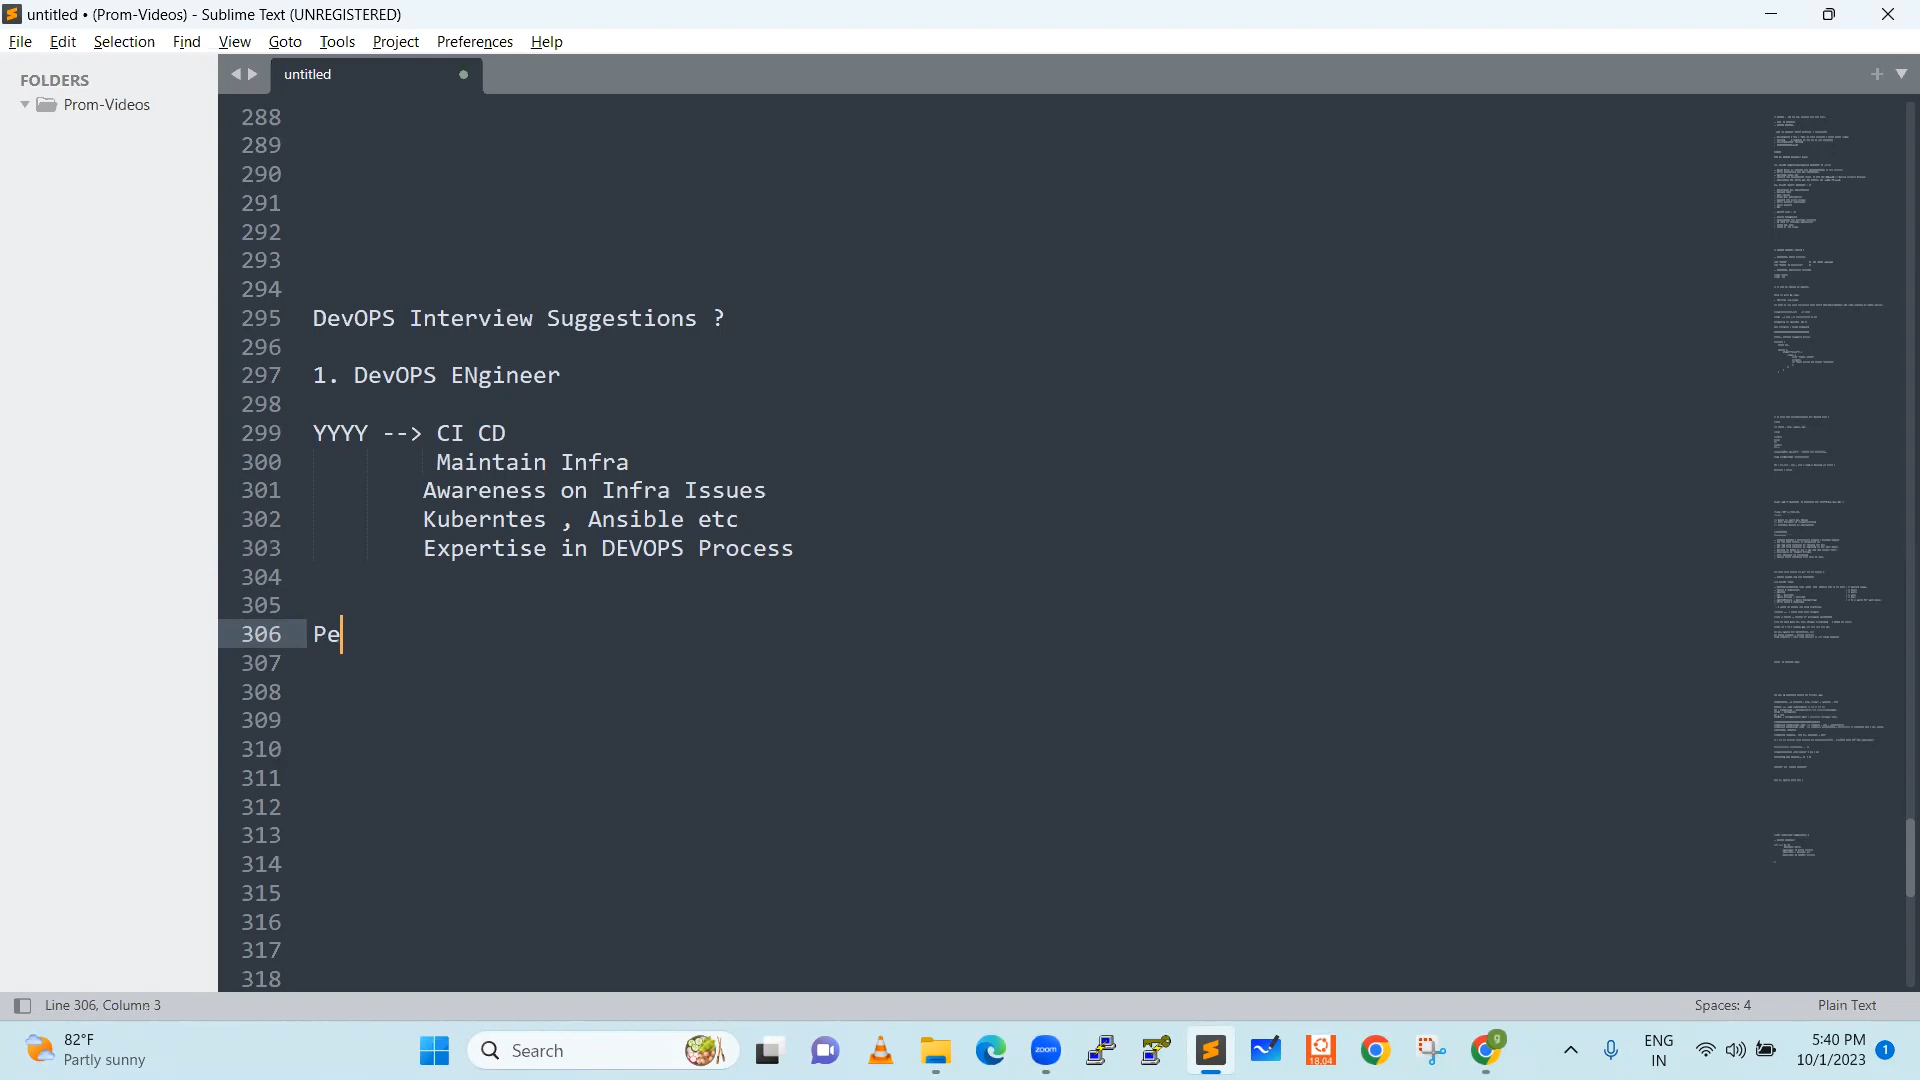 untitled • (Prom-Videos) - Sublime Text (UNREGISTERED)
File Edit Selection Find View Goto Tools Project Preferences Help
FOLDERS
Prom-Videos
untitled
288
289
290
291
292
293
294
295 DevOPS Interview Suggestions ?
296
297 1. DevOPS ENgineer
298
299 YYYY --> CI CD
300 Maintain Infra
301 Awareness on Infra Issues
302 Kuberntes , Ansible etc
303 Expertise in DEVOPS Process
304
305
306 Pe
307
308
309
310
311
312
313
314
315
316
317
318
Line 306, Column 3
Spaces: 4
Plain Text
82°F
Partly sunny
Search
zoom
18.04
g
ENG
IN
5:40 PM
10/1/2023
1